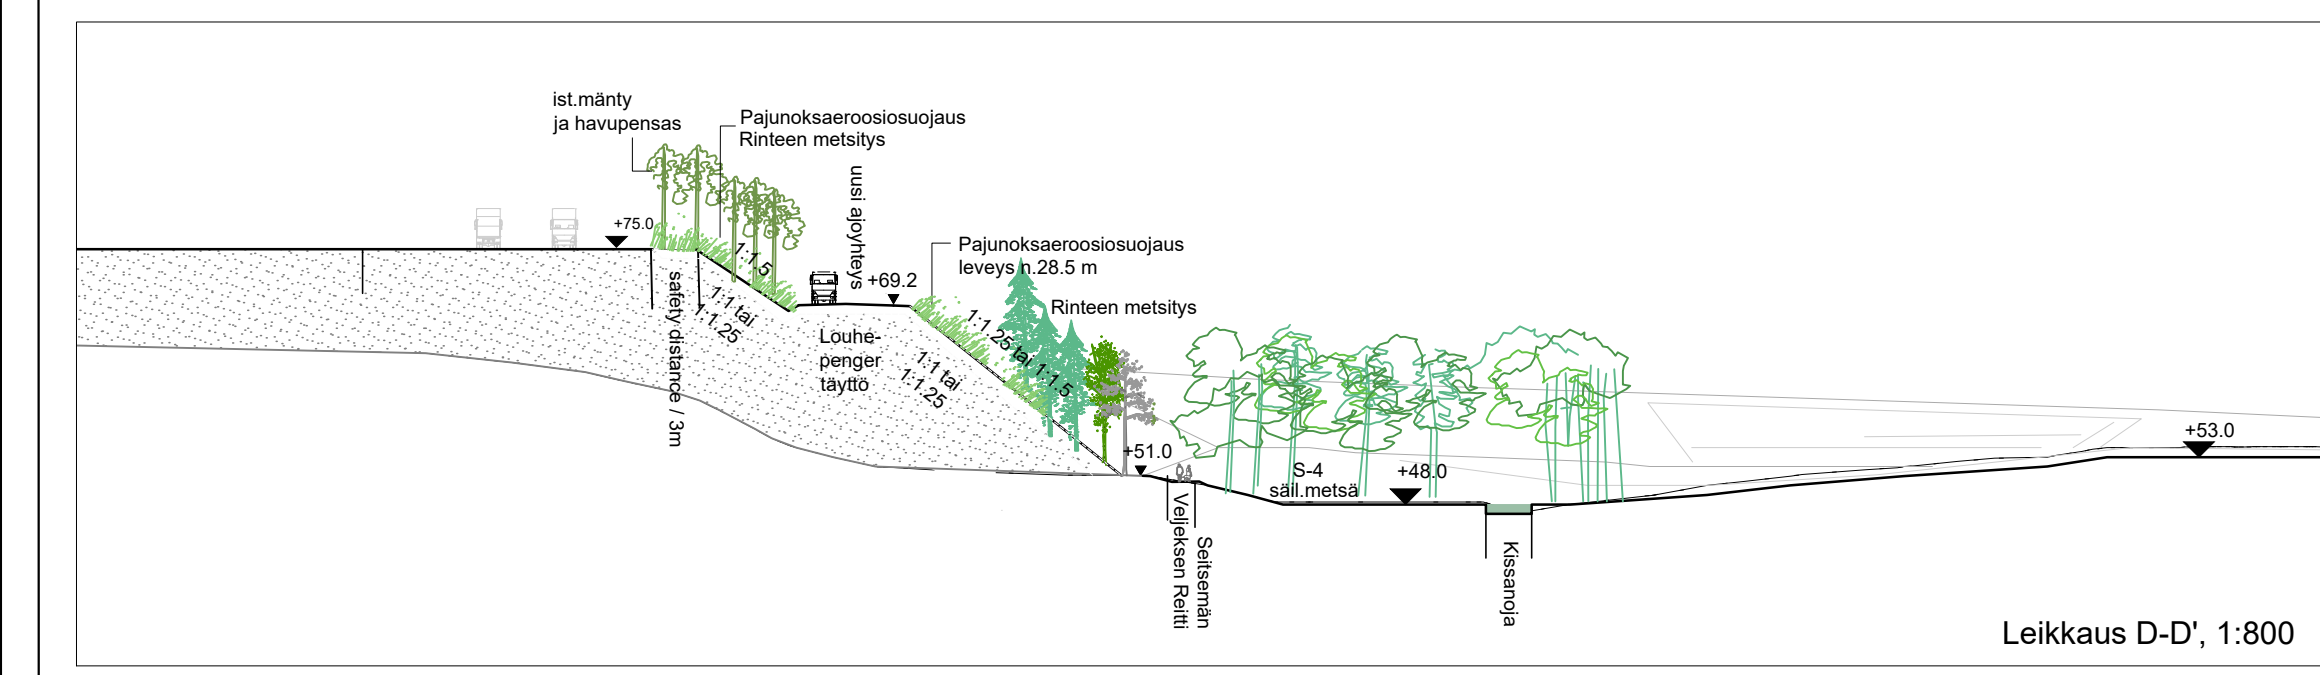 ist.mänty
ja havupensas
Pajunoksaeroosiosuojaus
Rinteen metsitys
uusi ajoyhteys
+75.0
1:1.5
safety distance / 3m
1:1 tai
1:1.25
+69.2
Louhe-
penger
täyttö
Pajunoksaeroosiosuojaus
leveys n.28.5 m
Rinteen metsitys
1:1.25 tai 1:1.5
1:1 tai
1:1.25
+51.0
Seitsemän
Veljeksen Reitti
S-4
säil.metsä
+48.0
Kissanoja
+53.0
Leikkaus D-D', 1:800